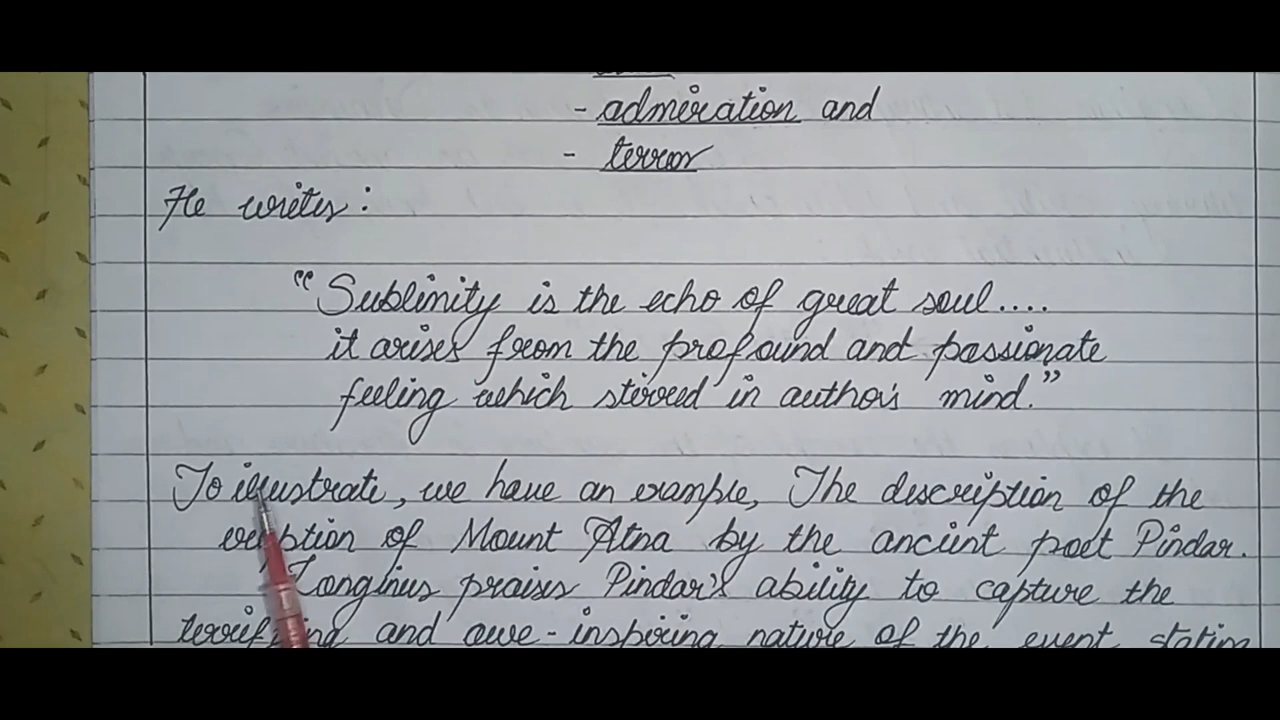 - admiration and
- terror
He writes:
"Sublimity is the echo of great soul....
it arises from the profound and passionate
feeling which stirred in author's mind."
To illustrate, we have an example, The description of the
eruption of Mount Atna by the ancient poet Pindar.
Longinus praises Pindar's ability to capture the
terrifying and awe-inspiring nature of the event stating